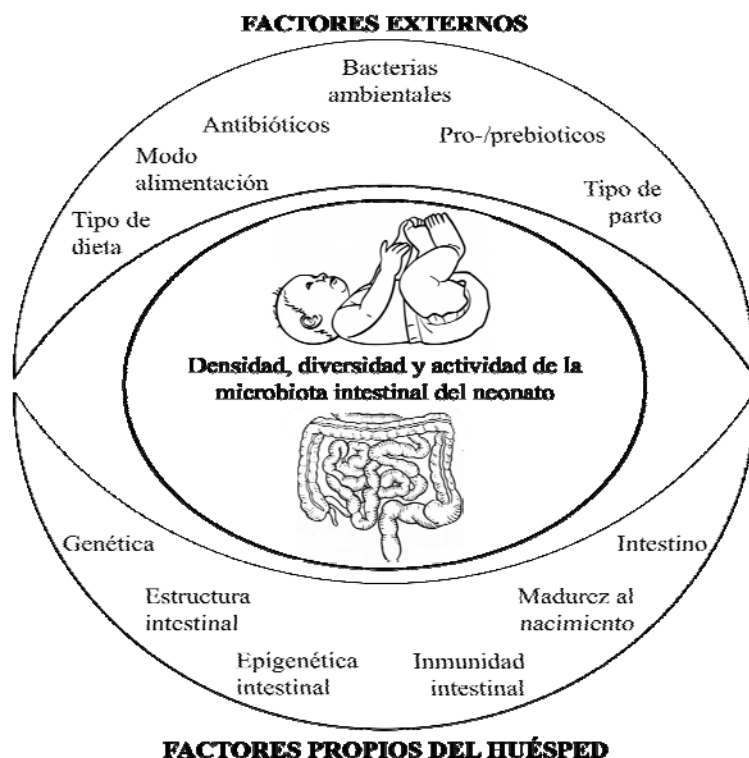 FACTORES EXTERNOS
Bacterias
ambientales
Antibióticos
Pro-/prebioticos
Modo
alimentación
Tipo de
parto
Tipo de
dieta
Densidad, diversidad y actividad de la
microbiota intestinal del neonato
Genética
Intestino
Estructura
intestinal
Madurez al
nacimiento
Epigenética
intestinal
Inmunidad
intestinal
FACTORES PROPIOS DEL HUÉSPED